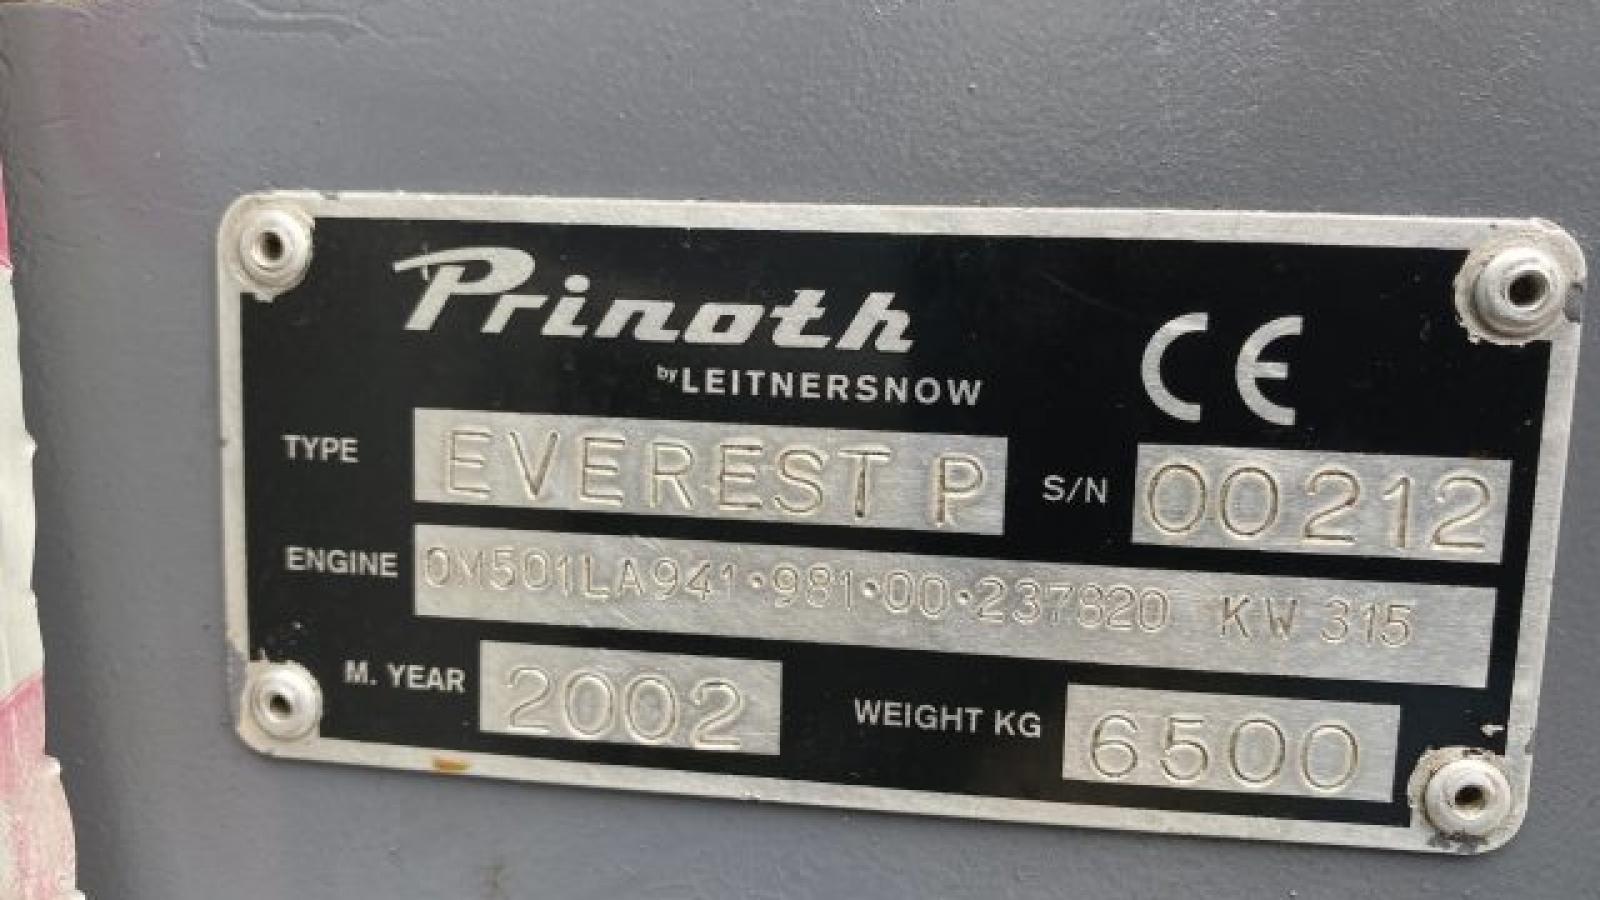 Prinoth
by LEITNERSNOW
CE
TYPE EVEREST P S/N 00212
ENGINE OM501LA941·981·00·237820 KW 315
M. YEAR 2002 WEIGHT KG 6500
1